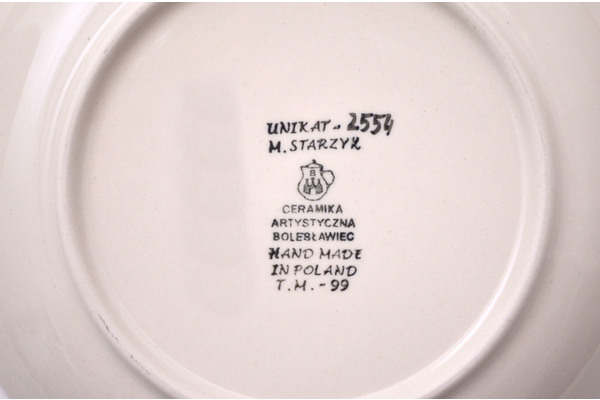 UNIKAT - 2554
M. STARZYK
B
CERAMIKA
ARTYSTYCZNA
BOLESŁAWIEC
HAND MADE
IN POLAND
T.M. - 99